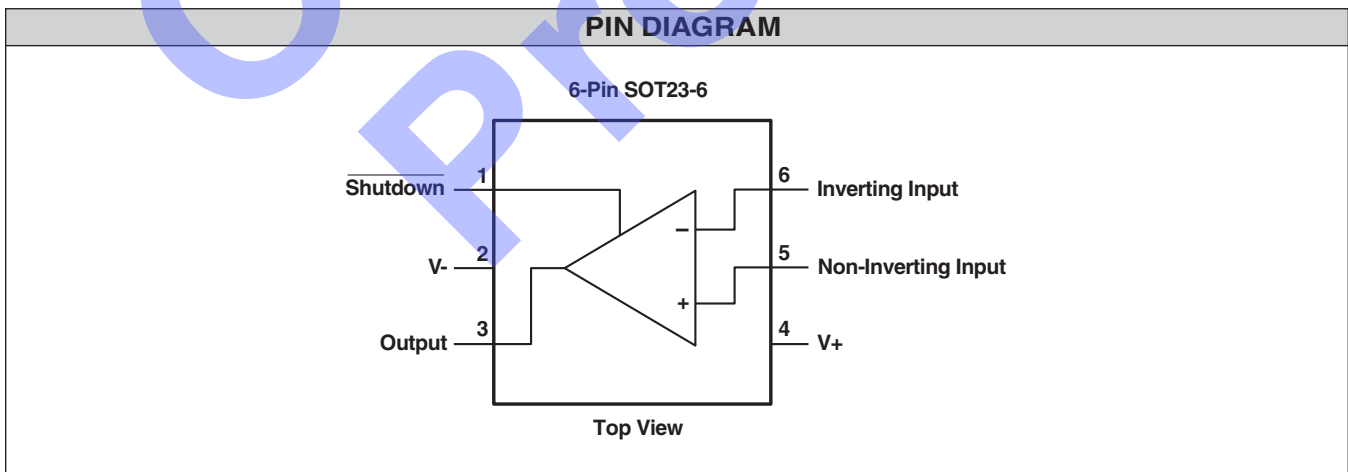 PIN DIAGRAM
6-Pin SOT23-6
Shutdown 1
6 Inverting Input
−
V- 2
5 Non-Inverting Input
+
Output 3
4 V+
Top View
Pro